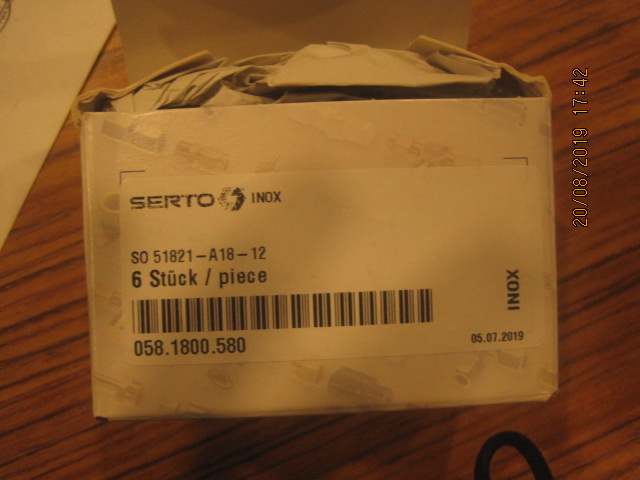 SERTO INOX
SO 51821-A18-12
6 Stück / piece
058.1800.580
05.07.2019
INOX
20/08/2019 17:42